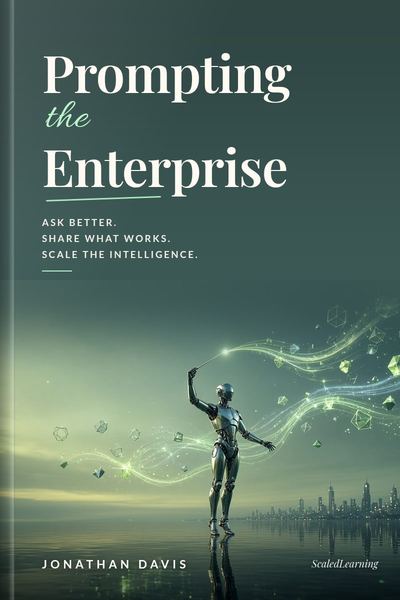 Prompting
the
Enterprise
ASK BETTER.
SHARE WHAT WORKS.
SCALE THE INTELLIGENCE.
JONATHAN DAVIS
ScaledLearning